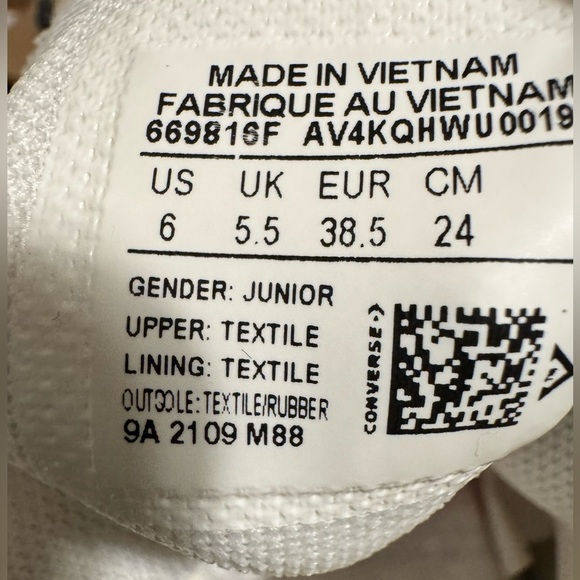 MADE IN VIETNAM
FABRIQUE AU VIETNAM
669816F AV4KQHWU0019
US UK EUR CM
6 5.5 38.5 24
GENDER: JUNIOR
UPPER: TEXTILE
LINING: TEXTILE
OUTSOLE: TEXTILE/RUBBER
9A 2109 M88
CONVERSE